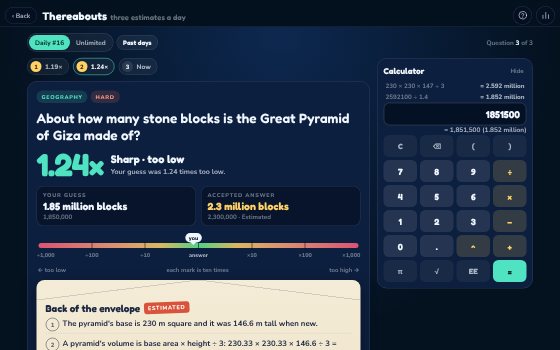 ‹ Back Thereabouts three estimates a day
Daily #16 Unlimited Past days Question 3 of 3
1 1.19× 2 1.24× 3 Now
GEOGRAPHY HARD
About how many stone blocks is the Great Pyramid
of Giza made of?
1.24x Sharp · too low
Your guess was 1.24 times too low.
YOUR GUESS
1.85 million blocks
1,850,000
ACCEPTED ANSWER
2.3 million blocks
2,300,000 · Estimated
you
÷1,000 ÷100 ÷10 answer ×10 ×100 ×1,000
← too low each mark is ten times too high →
Back of the envelope ESTIMATED
1 The pyramid's base is 230 m square and it was 146.6 m tall when new.
2 A pyramid's volume is base area × height ÷ 3: 230.33 × 230.33 × 146.6 ÷ 3 =
Calculator Hide
230 × 230 × 147 ÷ 3 = 2.592 million
2592100 ÷ 1.4 = 1.852 million
1851500
= 1,851,500 (1.852 million)
C ⌫ ( )
7 8 9 ÷
4 5 6 ×
1 2 3 −
0 . ^ +
π √ EE =